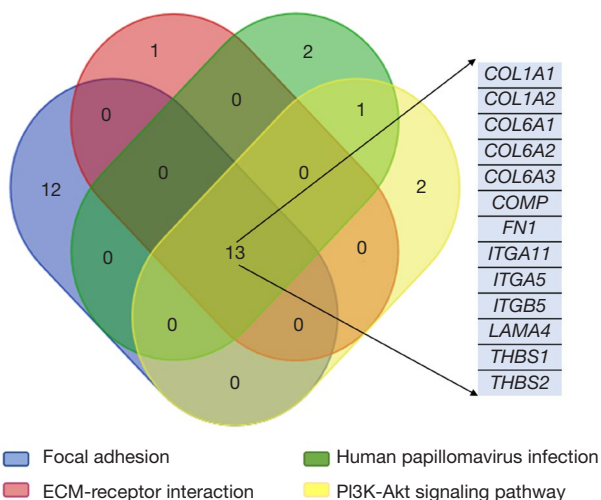 1
2
0
0
1
12
0
0
2
13
0
0
0
0
0
COL1A1
COL1A2
COL6A1
COL6A2
COL6A3
COMP
FN1
ITGA11
ITGA5
ITGB5
LAMA4
THBS1
THBS2
Focal adhesion
Human papillomavirus infection
ECM-receptor interaction
PI3K-Akt signaling pathway